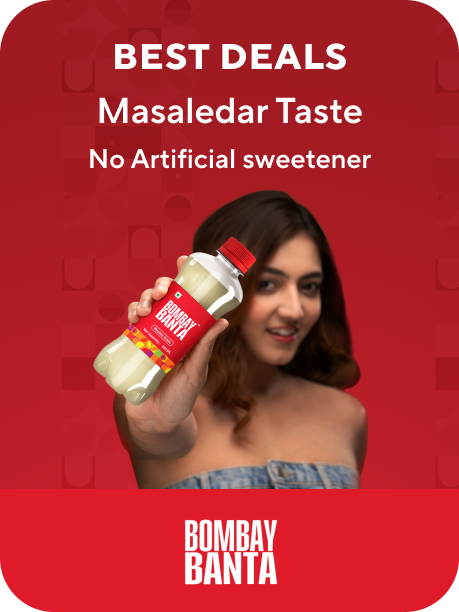 BEST DEALS
Masaledar Taste
No Artificial sweetener
BOMBAY
BANTA
BOMBAY
BANTA